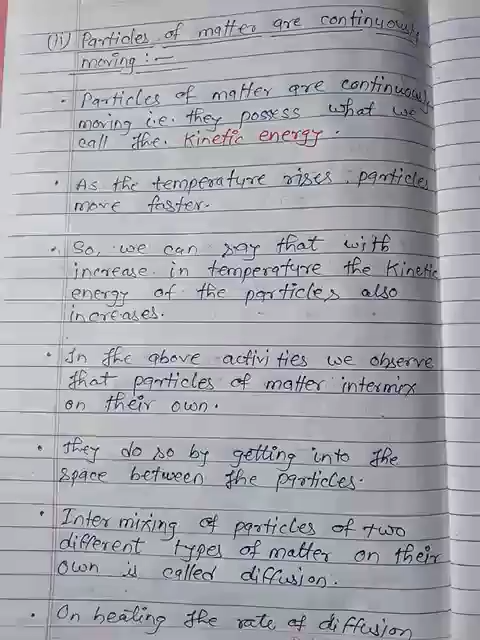 (ii) Particles of matter are continuously
moving :-
• Particles of matter are continuously
moving i.e. they possess what we
call the Kinetic energy.
• As the temperature rises, particles
move faster.
• So, we can say that with
increase in temperature the Kinetic
energy of the particles also
increases.
• In the above activities we observe
that particles of matter intermix
on their own.
• they do so by getting into the
space between the particles.
• Inter mixing of particles of two
different types of matter on their
own is called diffusion.
• On heating the rate of diffusion